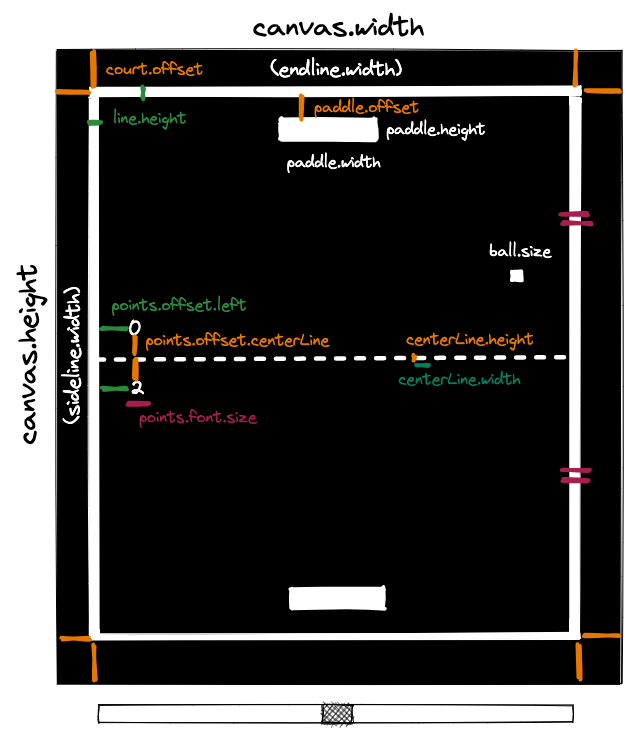 canvas.width
court.offset
(endline.width)
line.height
paddle.offset
paddle.height
paddle.width
ball.size
canvas.height
(sideline.width)
points.offset.left
0
points.offset.centerLine
centerLine.height
centerLine.width
2
points.font.size